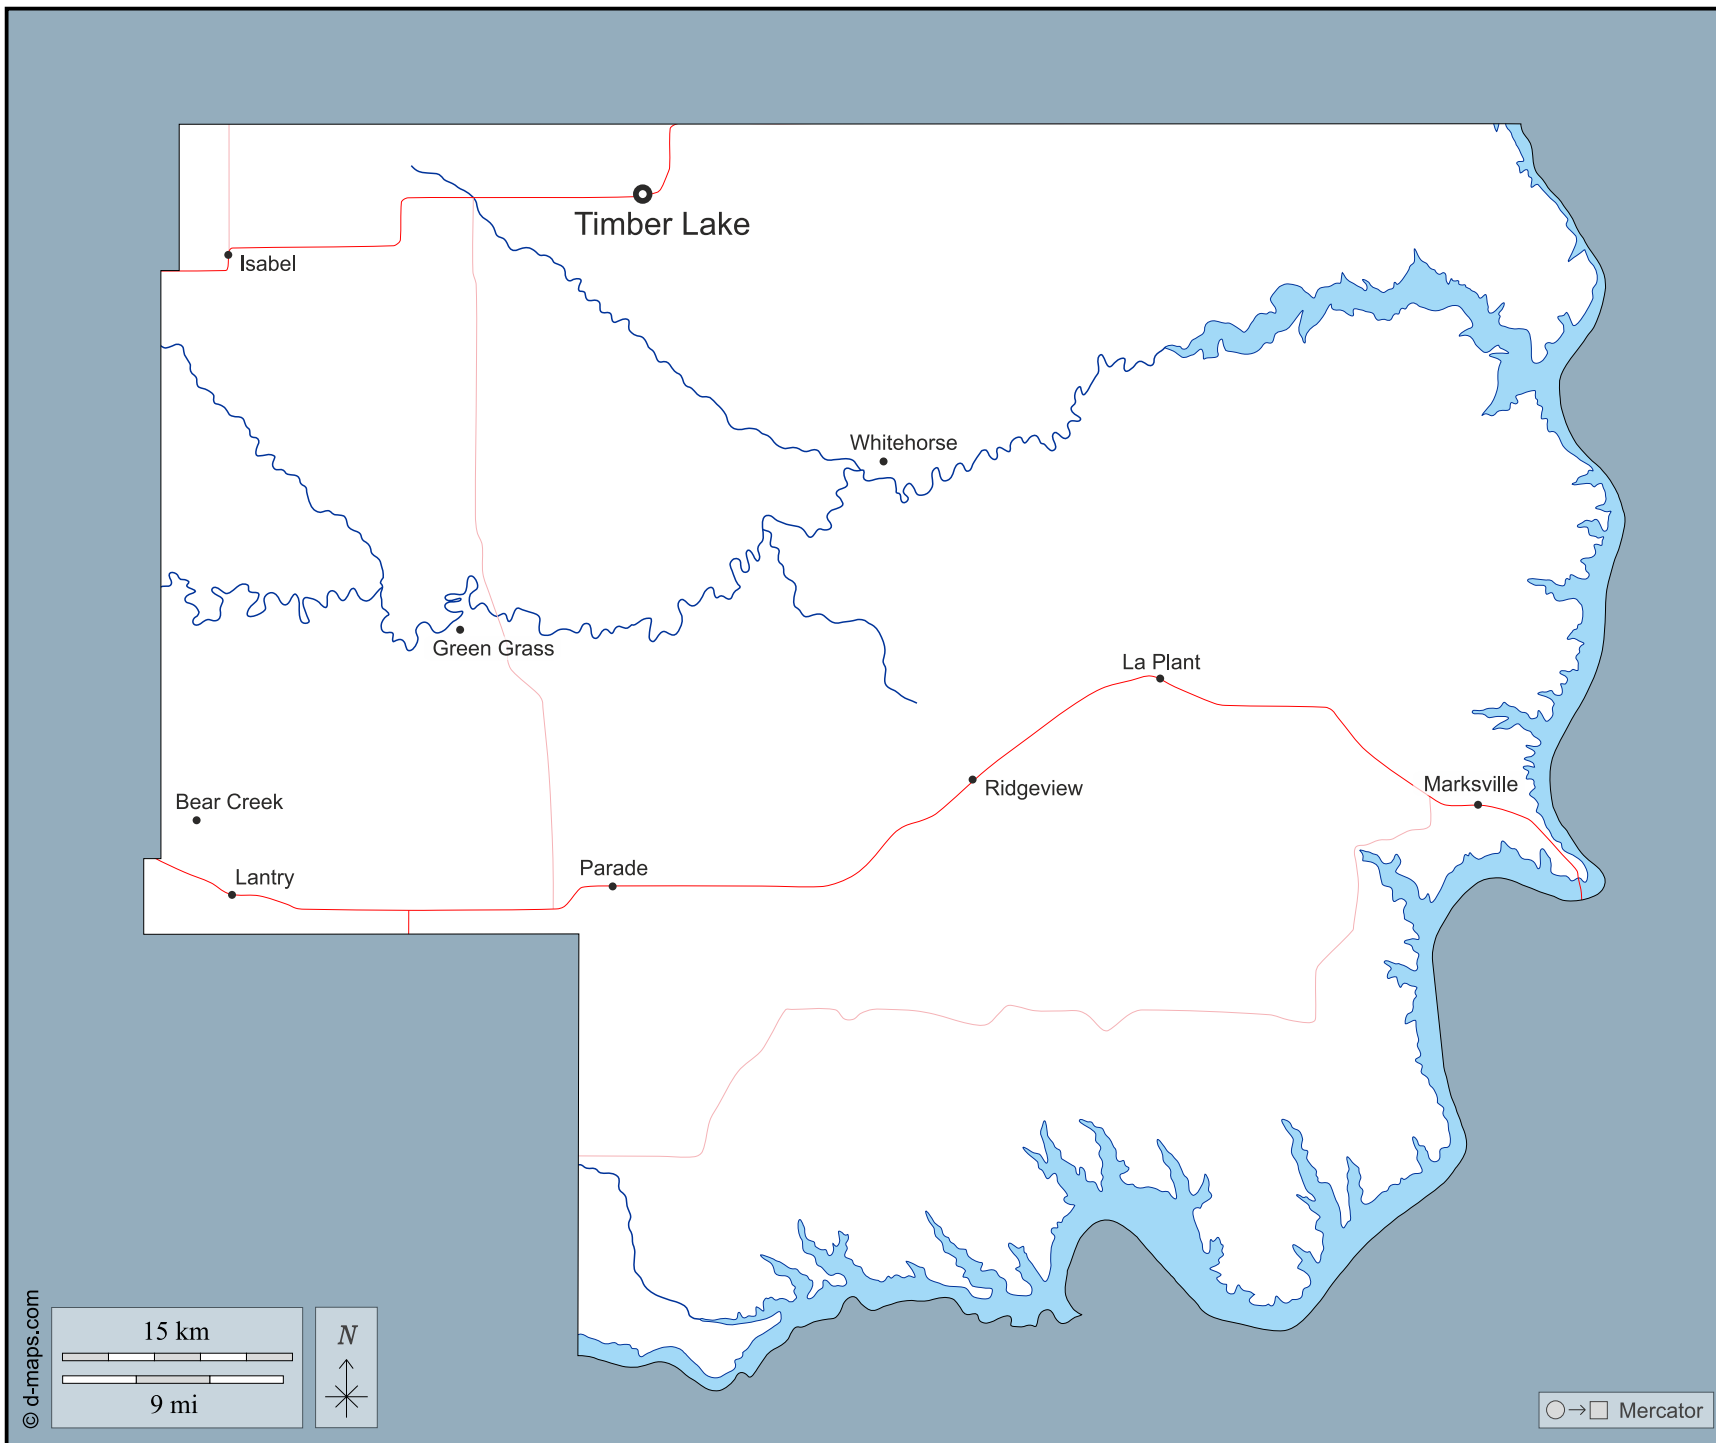 Timber Lake
Isabel
Whitehorse
Green Grass
La Plant
Ridgeview
Marksville
Bear Creek
Parade
Lantry
© d-maps.com
15 km
9 mi
N
Mercator